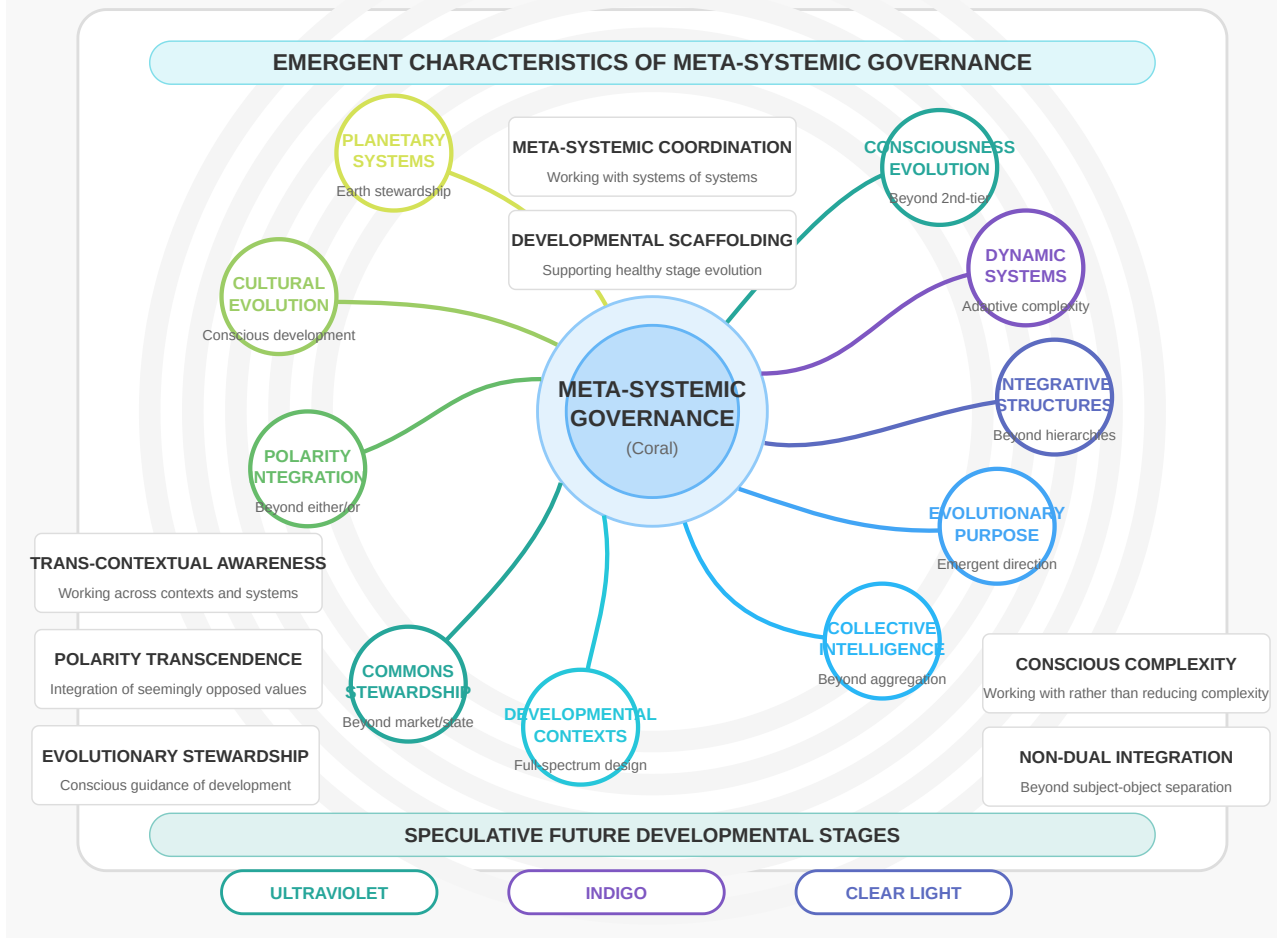 EMERGENT CHARACTERISTICS OF META-SYSTEMIC GOVERNANCE
PLANETARY
SYSTEMS
Earth stewardship
META-SYSTEMIC COORDINATION
Working with systems of systems
CONSCIOUSNESS
EVOLUTION
Beyond 2nd-tier
DEVELOPMENTAL SCAFFOLDING
Supporting healthy stage evolution
DYNAMIC
SYSTEMS
Adaptive complexity
CULTURAL
EVOLUTION
Conscious development
META-SYSTEMIC
GOVERNANCE
(Coral)
INTEGRATIVE
STRUCTURES
Beyond hierarchies
POLARITY
INTEGRATION
Beyond either/or
EVOLUTIONARY
PURPOSE
Emergent direction
TRANS-CONTEXTUAL AWARENESS
Working across contexts and systems
COLLECTIVE
INTELLIGENCE
Beyond aggregation
POLARITY TRANSCENDENCE
Integration of seemingly opposed values
COMMONS
STEWARDSHIP
Beyond market/state
CONSCIOUS COMPLEXITY
Working with rather than reducing complexity
DEVELOPMENTAL
CONTEXTS
Full-spectrum design
EVOLUTIONARY STEWARDSHIP
Conscious guidance of development
NON-DUAL INTEGRATION
Beyond subject-object separation
SPECULATIVE FUTURE DEVELOPMENTAL STAGES
ULTRAVIOLET
INDIGO
CLEAR LIGHT